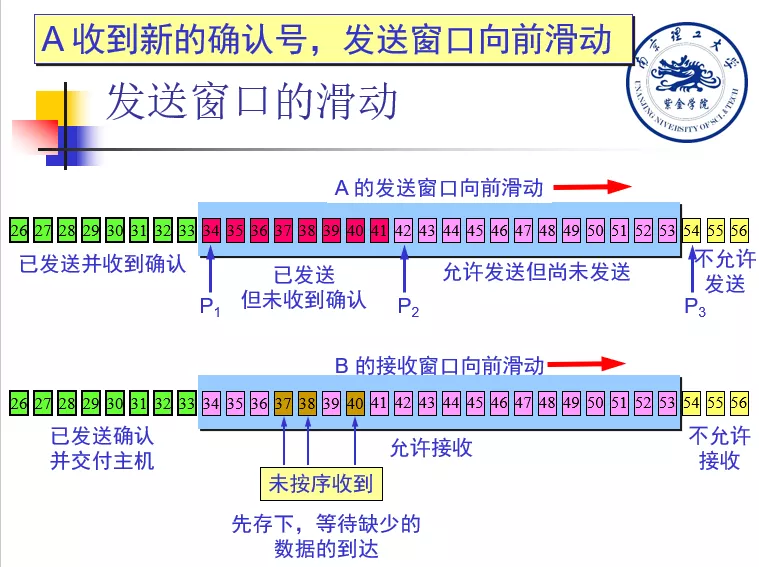 A 收到新的确认号，发送窗口向前滑动
发送窗口的滑动
南京理工大学
紫金学院
A 的发送窗口向前滑动
26 27 28 29 30 31 32 33 34 35 36 37 38 39 40 41 42 43 44 45 46 47 48 49 50 51 52 53 54 55 56
已发送并收到确认
已发送
但未收到确认
允许发送但尚未发送
不允许
发送
P1
P2
P3
B 的接收窗口向前滑动
26 27 28 29 30 31 32 33 34 35 36 37 38 39 40 41 42 43 44 45 46 47 48 49 50 51 52 53 54 55 56
已发送确认
并交付主机
允许接收
不允许
接收
未按序收到
先存下，等待缺少的
数据的到达